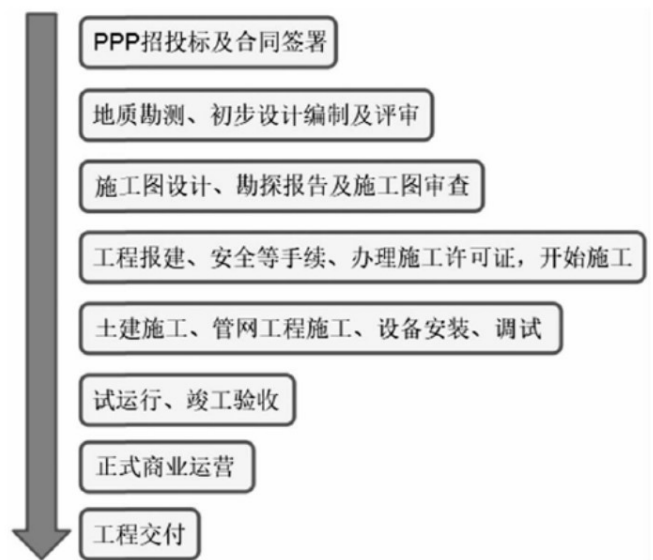 PPP招投标及合同签署
地质勘测、初步设计编制及评审
施工图设计、勘探报告及施工图审查
工程报建、安全等手续、办理施工许可证，开始施工
土建施工、管网工程施工、设备安装、调试
试运行、竣工验收
正式商业运营
工程交付